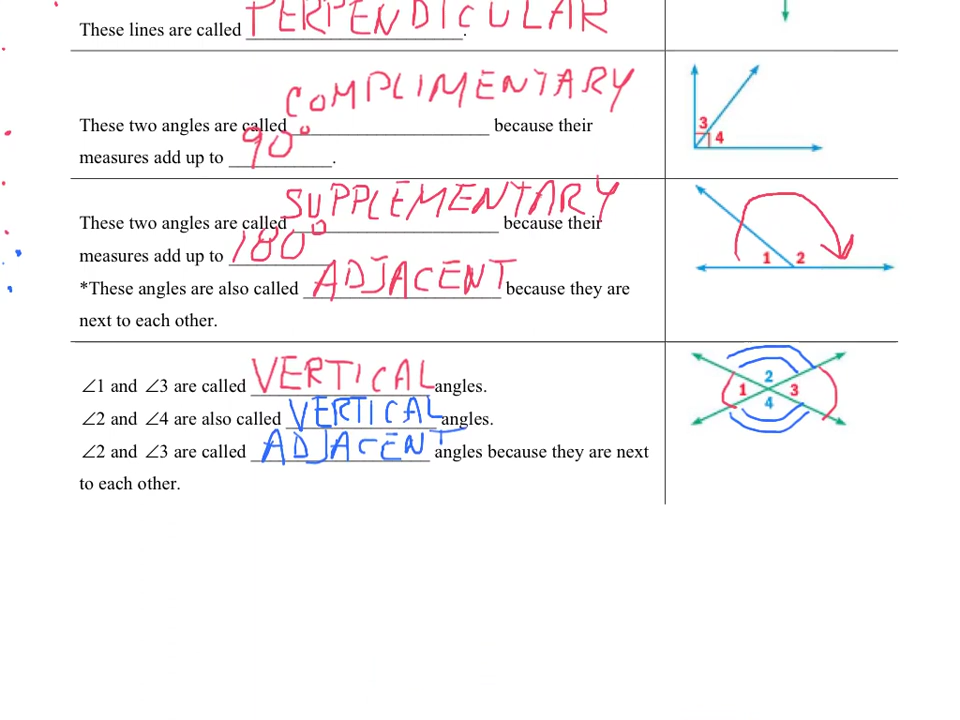 These lines are called PERPENDICULAR.
COMPLIMENTARY
These two angles are called ____________________ because their
measures add up to 90°.
3
4
SUPPLEMENTARY
These two angles are called ____________________ because their
measures add up to 180°
*These angles are also called ADJACENT because they are
next to each other.
1 2
∠1 and ∠3 are called VERTICAL angles.
∠2 and ∠4 are also called VERTICAL angles.
∠2 and ∠3 are called ADJACENT angles because they are next
to each other.
2
1 3
4